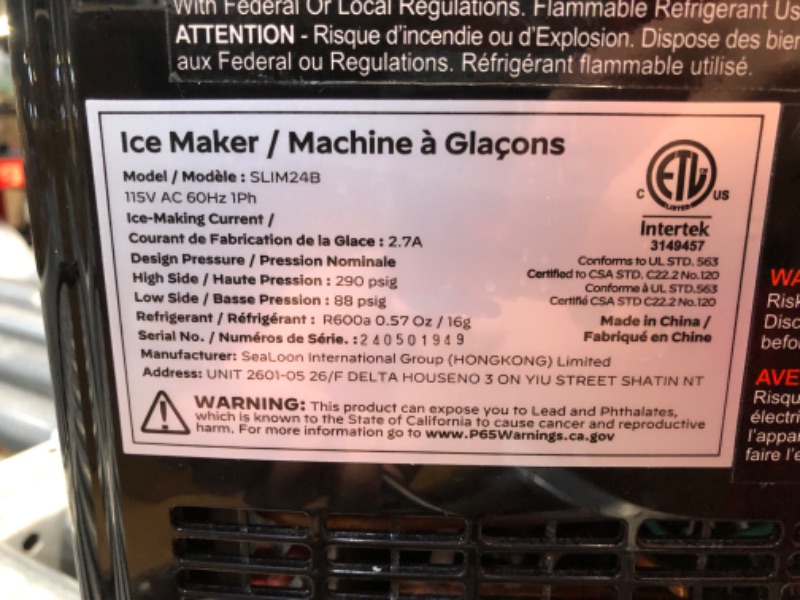 With Federal Or Local Regulations. Flammable Refrigerant Us
ATTENTION - Risque d'incendie ou d'Explosion. Dispose des bien
aux Federal ou Regulations. Réfrigérant flammable utilisé.
Ice Maker / Machine à Glaçons
Model / Modèle : SLIM24B
115V AC 60Hz 1Ph
Ice-Making Current /
Courant de Fabrication de la Glace : 2.7A
Design Pressure / Pression Nominale
High Side / Haute Pression : 290 psig
Low Side / Basse Pression : 88 psig
Refrigerant / Réfrigérant : R600a 0.57 Oz / 16g
Serial No. / Numéros de Série. : 240501949
Manufacturer: SeaLoon International Group (HONGKONG) Limited
Address: UNIT 2601-05 26/F DELTA HOUSENO 3 ON YIU STREET SHATIN NT
C ETL US
LISTED
Intertek
3149457
Conforms to UL STD. 563
Certified to CSA STD. C22.2 No.120
Conforme à UL STD.563
Certifié CSA STD C22.2 No.120
Made in China /
Fabriqué en Chine
WARNING: This product can expose you to Lead and Phthalates,
which is known to the State of California to cause cancer and reproductive
harm. For more information go to www.P65Warnings.ca.gov
WA
Risk
Disc
befo
AVE
Risqu
électri
l'appar
faire l'e